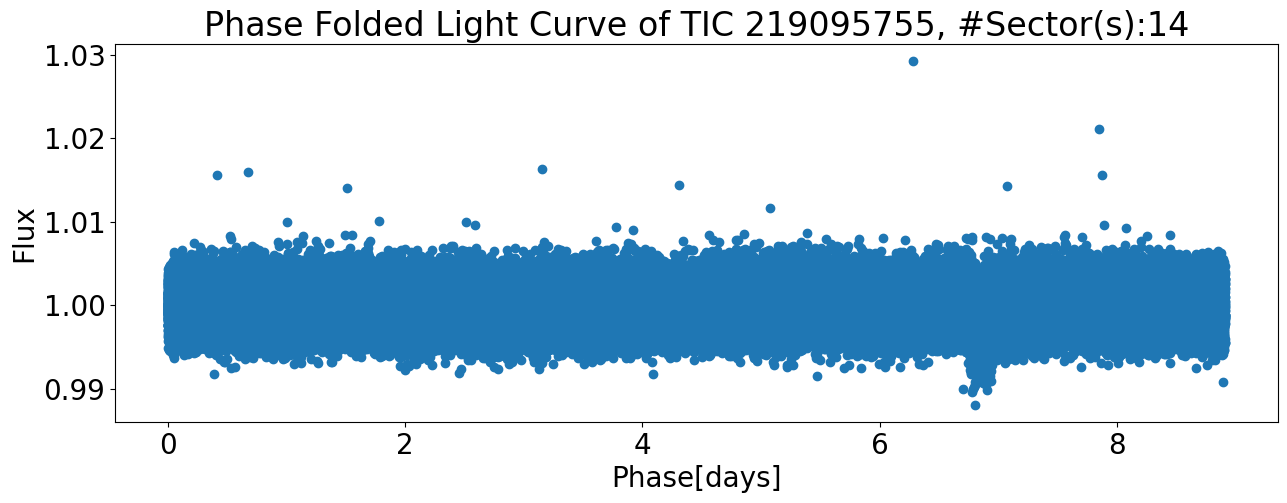 Phase Folded Light Curve of TIC 219095755, #Sector(s):14
1.03
1.02
1.01
1.00
0.99
Flux
0 2 4 6 8
Phase[days]